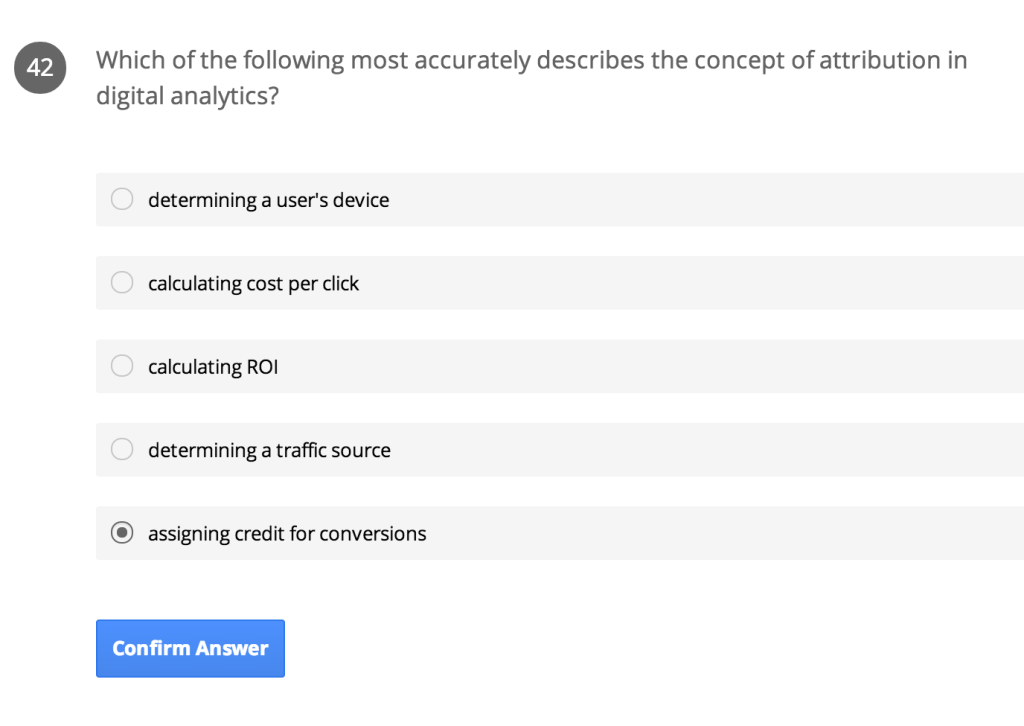 42
Which of the following most accurately describes the concept of attribution in
digital analytics?
determining a user's device
calculating cost per click
calculating ROI
determining a traffic source
assigning credit for conversions
Confirm Answer